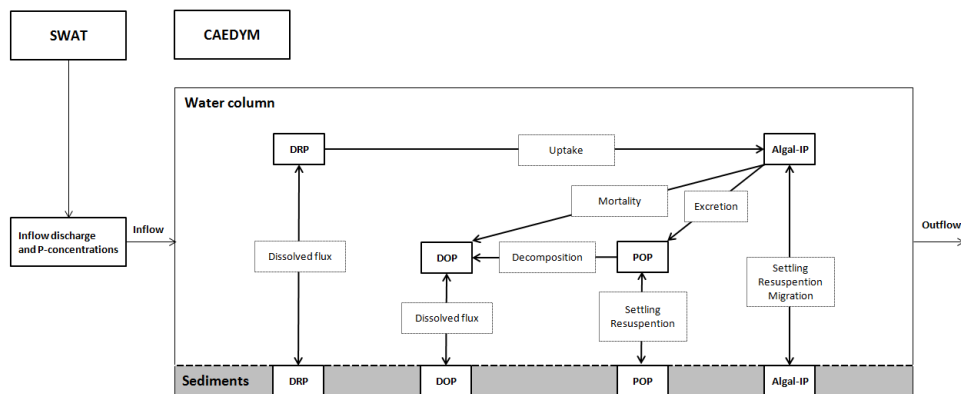 SWAT
CAEDYM
Water column
DRP
Uptake
Algal-IP
Mortality
Excretion
Inflow discharge
and P-concentrations
Inflow
Outflow
Dissolved flux
DOP
Decomposition
POP
Settling
Resuspention
Migration
Dissolved flux
Settling
Resuspention
Sediments
DRP
DOP
POP
Algal-IP